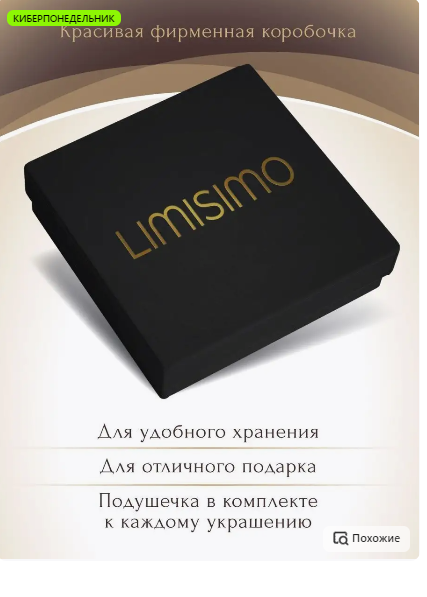 КИБЕРПОНЕДЕЛЬНИК
Красивая фирменная коробочка
LIMISIMO
Для удобного хранения
Для отличного подарка
Подушечка в комплекте
к каждому украшению
Похожие